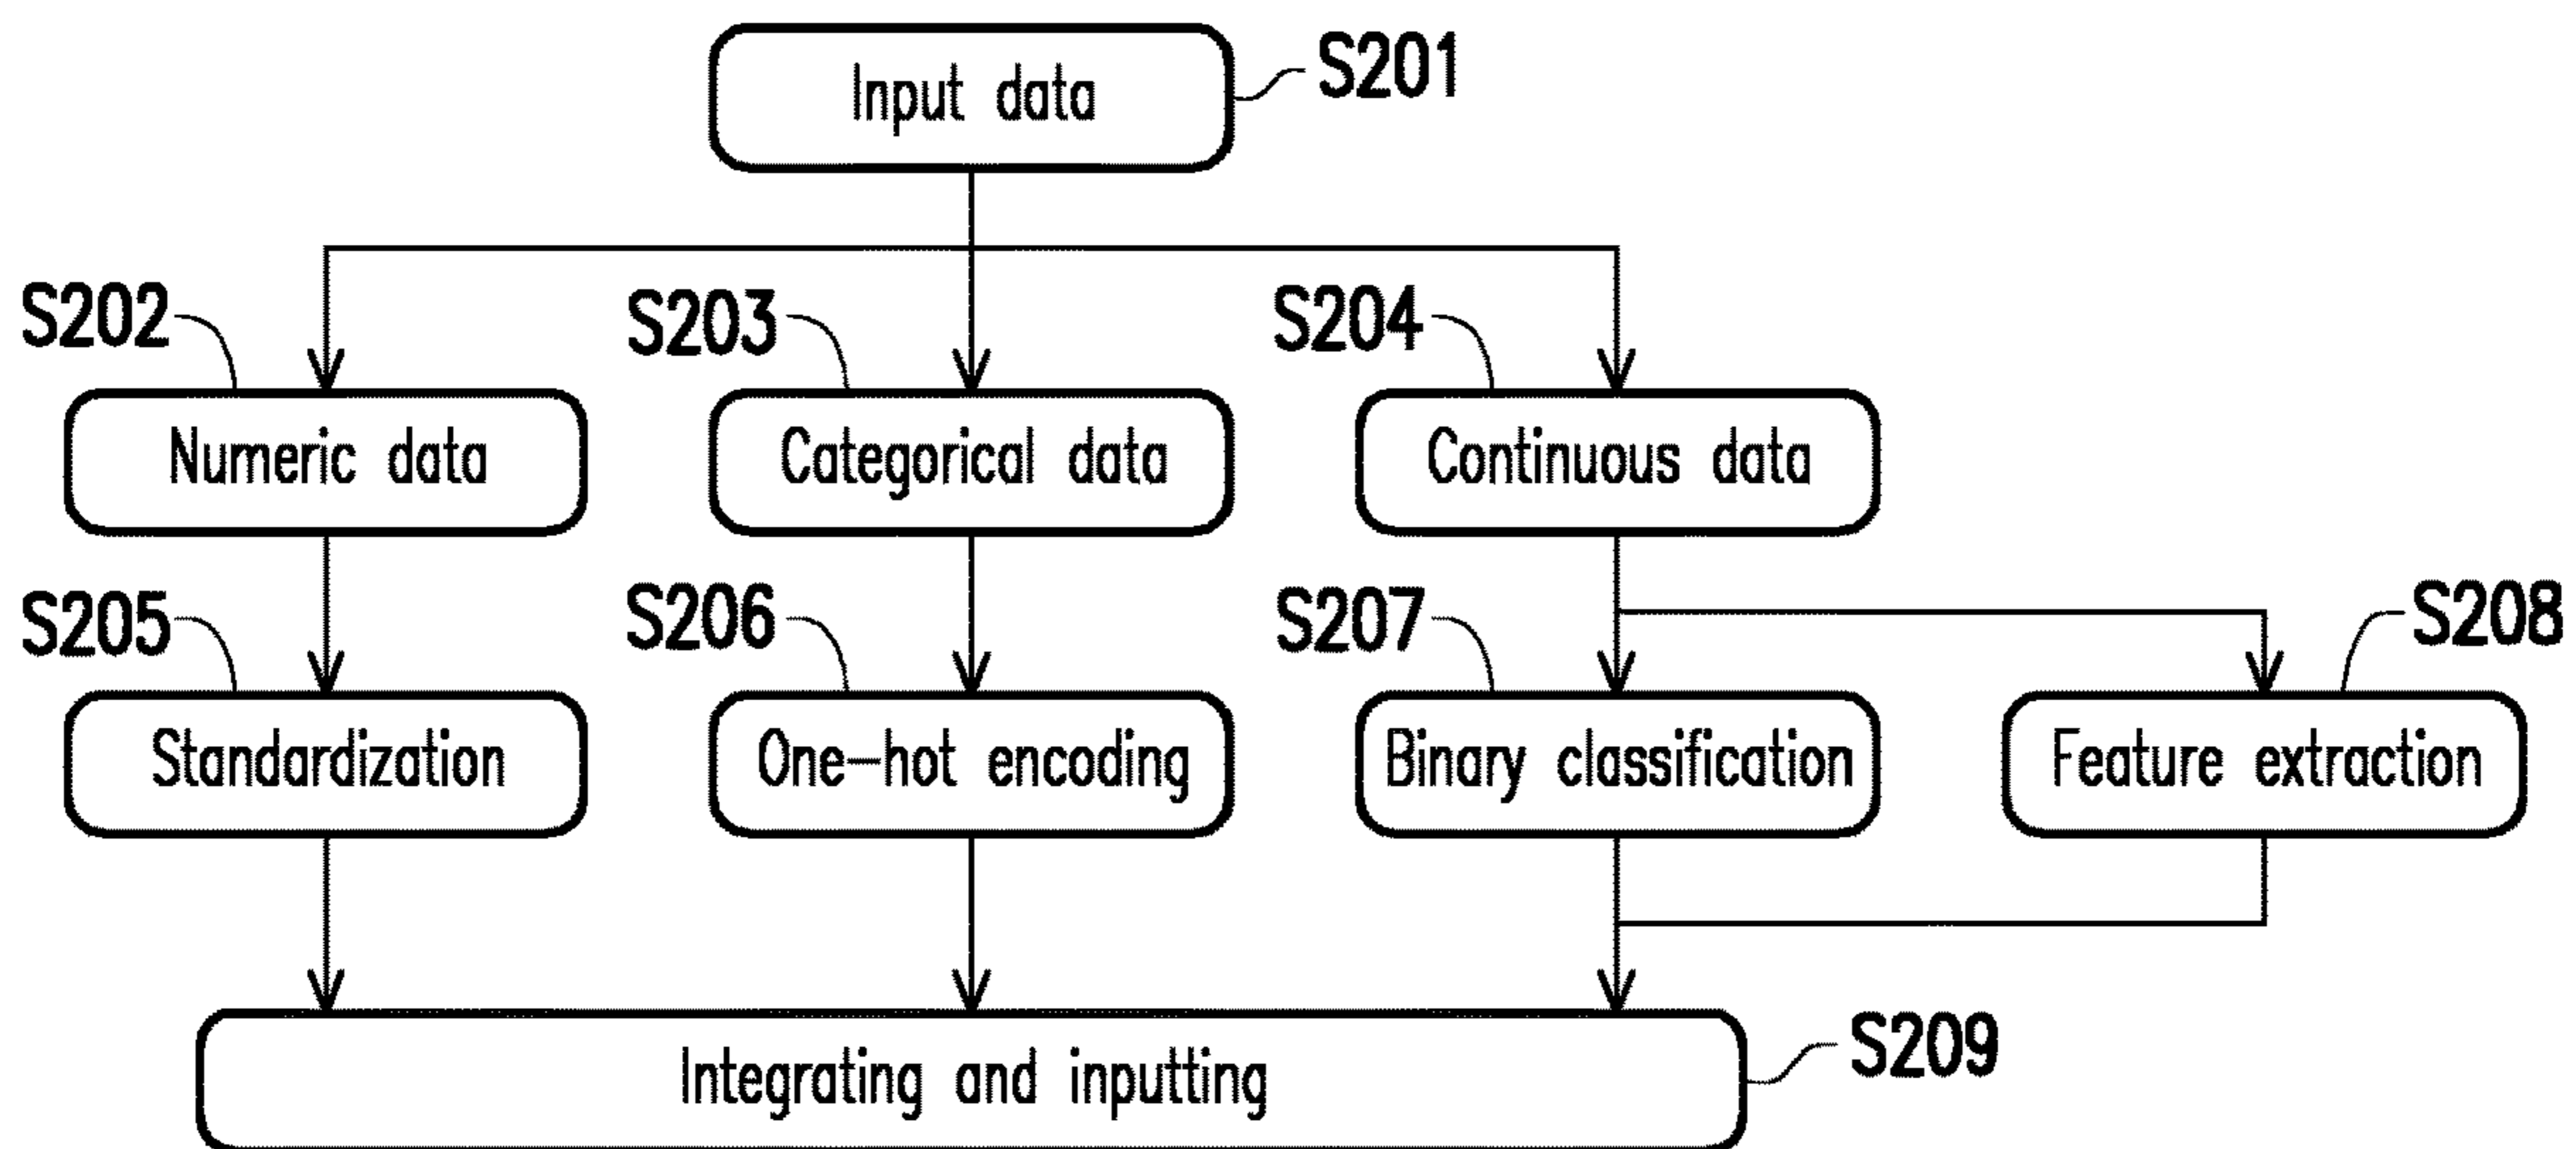 Input data
S201
S202
S203
S204
Numeric data
Categorical data
Continuous data
S205
S206
S207
S208
Standardization
One-hot encoding
Binary classification
Feature extraction
Integrating and inputting
S209